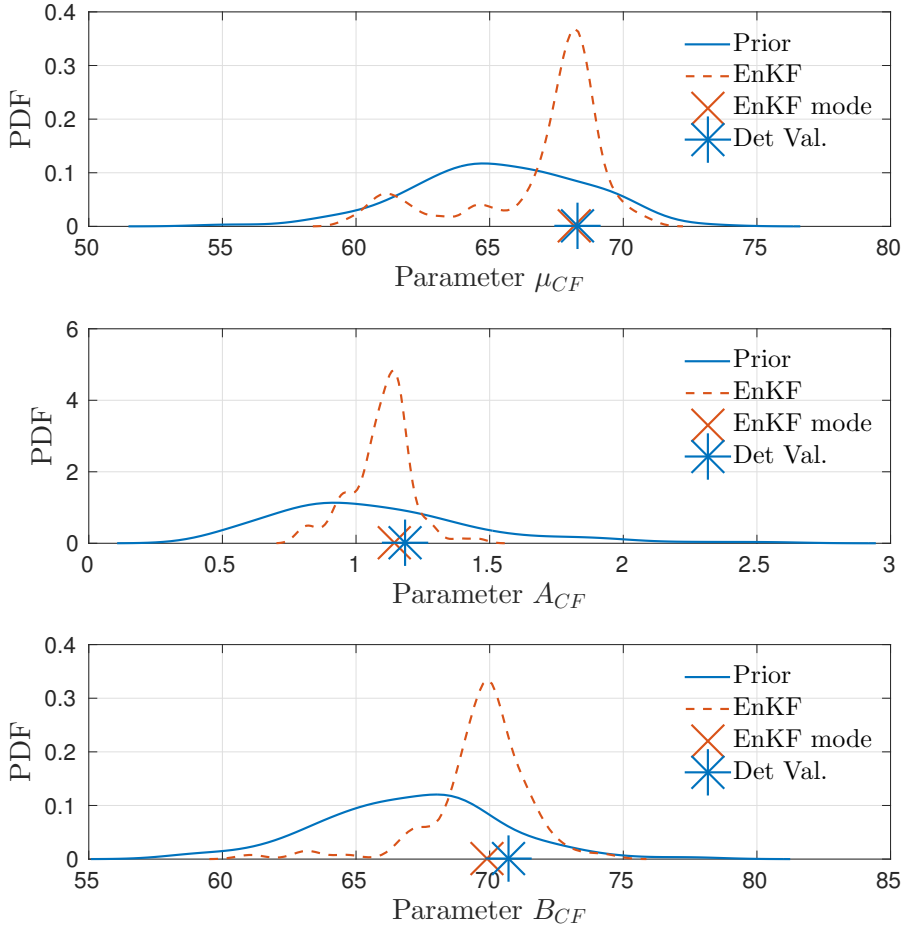 0.4
0.3
0.2
0.1
0
PDF
50 55 60 65 70 75 80
Parameter μ_CF
Prior
EnKF
EnKF mode
Det Val.
6
4
2
0
PDF
0 0.5 1 1.5 2 2.5 3
Parameter A_CF
Prior
EnKF
EnKF mode
Det Val.
0.4
0.3
0.2
0.1
0
PDF
55 60 65 70 75 80 85
Parameter B_CF
Prior
EnKF
EnKF mode
Det Val.